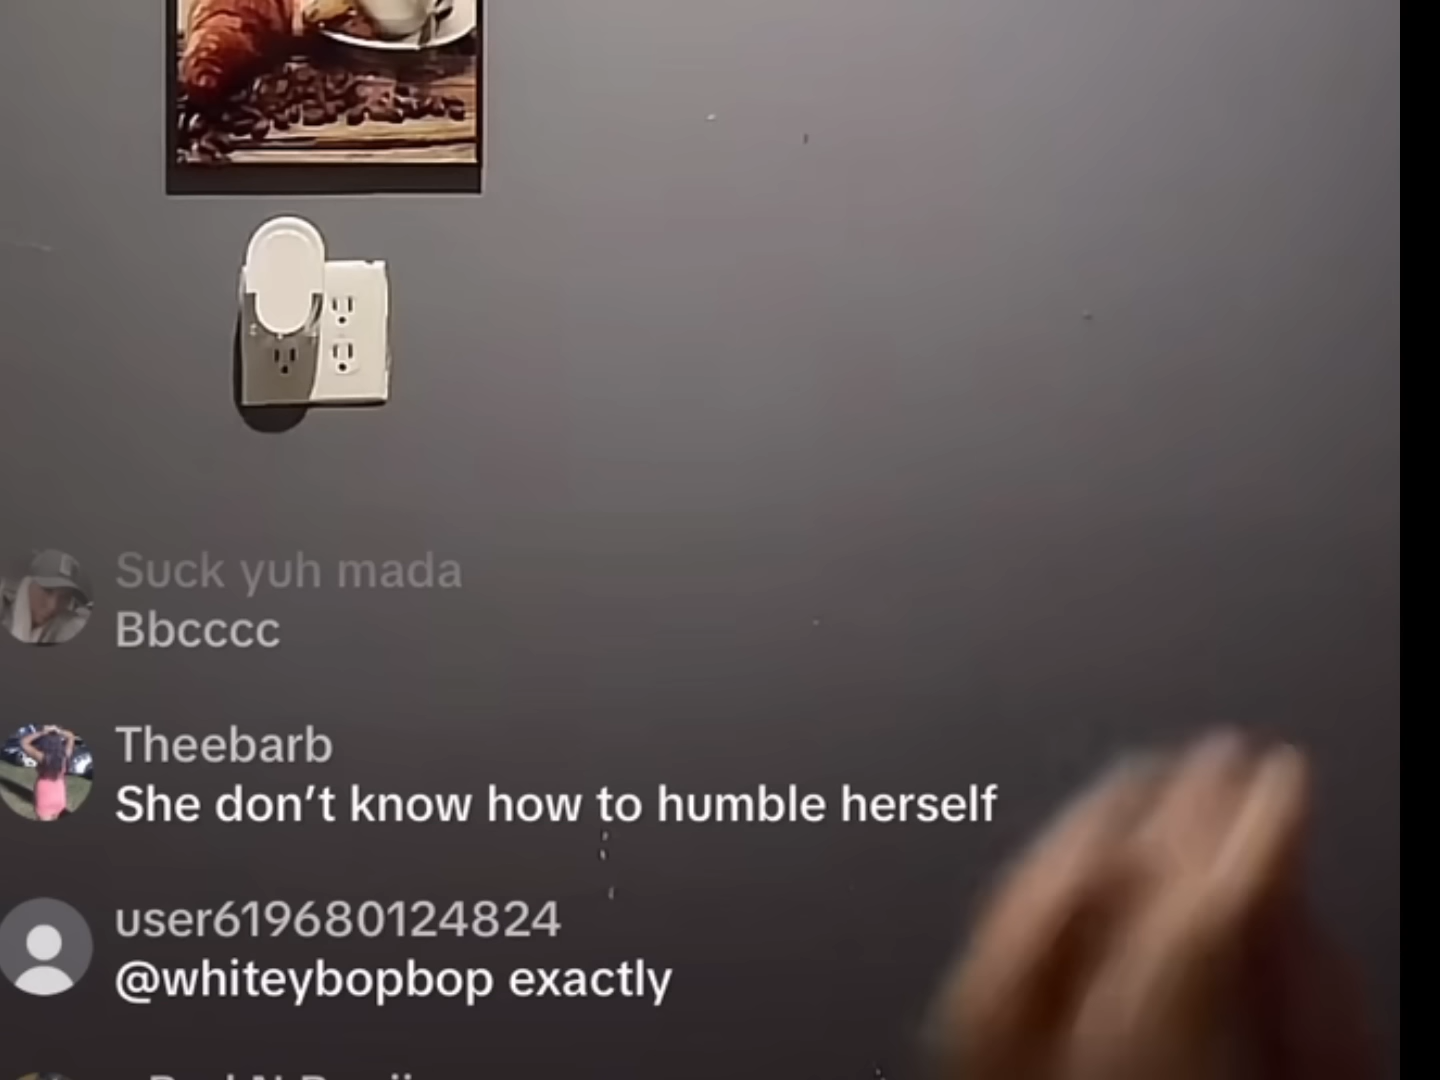 Suck yuh mada
Bbcccc
Theebarb
She don't know how to humble herself
user619680124824
@whiteybopbop exactly